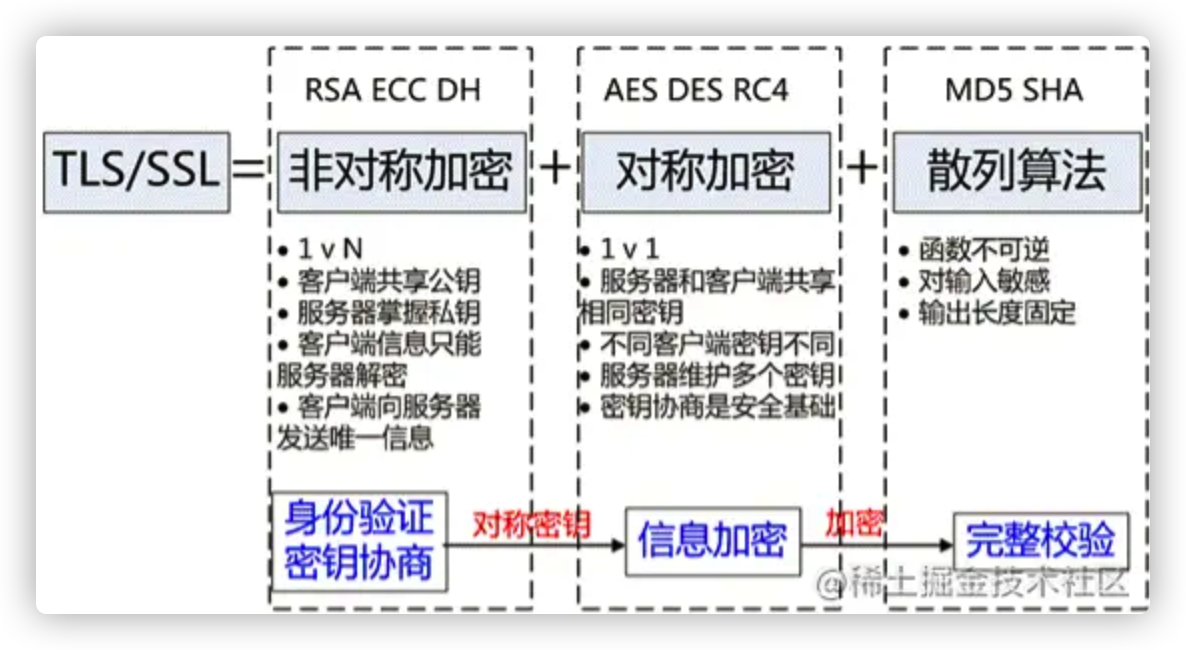 RSA ECC DH
AES DES RC4
MD5 SHA
TLS/SSL = 非对称加密 + 对称加密 + 散列算法
• 1 v N
• 客户端共享公钥
• 服务器掌握私钥
• 客户端信息只能
服务器解密
• 客户端向服务器
发送唯一信息
• 1 v 1
• 服务器和客户端共享
相同密钥
• 不同客户端密钥不同
• 服务器维护多个密钥
• 密钥协商是安全基础
• 函数不可逆
• 对输入敏感
• 输出长度固定
身份验证
密钥协商
对称密钥
信息加密
加密
完整校验
@稀土掘金技术社区